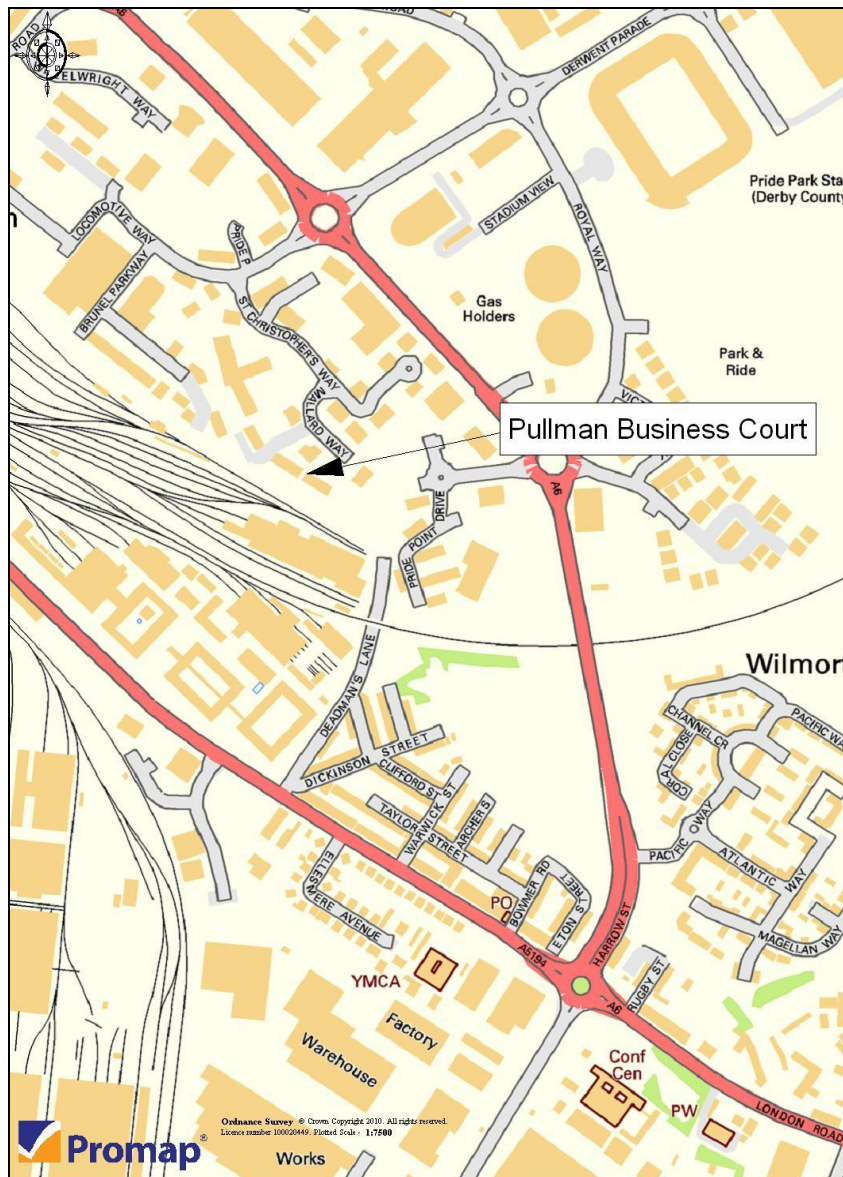 ROAD
A6
ROAD
ELWRIGHT WAY
DERWENT PARADE
LOCOMOTIVE WAY
PRIDE P
STADIUM VIEW
Pride Park Sta
(Derby County
BRUNEL PARKWAY
ROYAL WAY
ST CHRISTOPHER'S WAY
Gas
Holders
MALLARD WAY
Park &
Ride
VIC
Pullman Business Court
A6
PRIDE POINT DRIVE
DEADMAN'S LANE
Wilmor
CHANNEL CR
PACIFIC WA
CORAL CLOSE
DICKINSON STREET
CLIFFORD ST
WARWICK ST
TAYLOR STREET
ARCHER S
PACIFIC WAY
ATLANTIC WAY
ELLESMERE AVENUE
BOWMER RD
ETON STREET
PO
HARROW ST
MAGELLAN WAY
A5194
RUGBY ST
YMCA
A6
Factory
Warehouse
Conf
Cen
PW
LONDON ROAD
Ordnance Survey © Crown Copyright 2010. All rights reserved.
Licence number 100020449. Plotted Scale - 1:7500
Promap®
Works